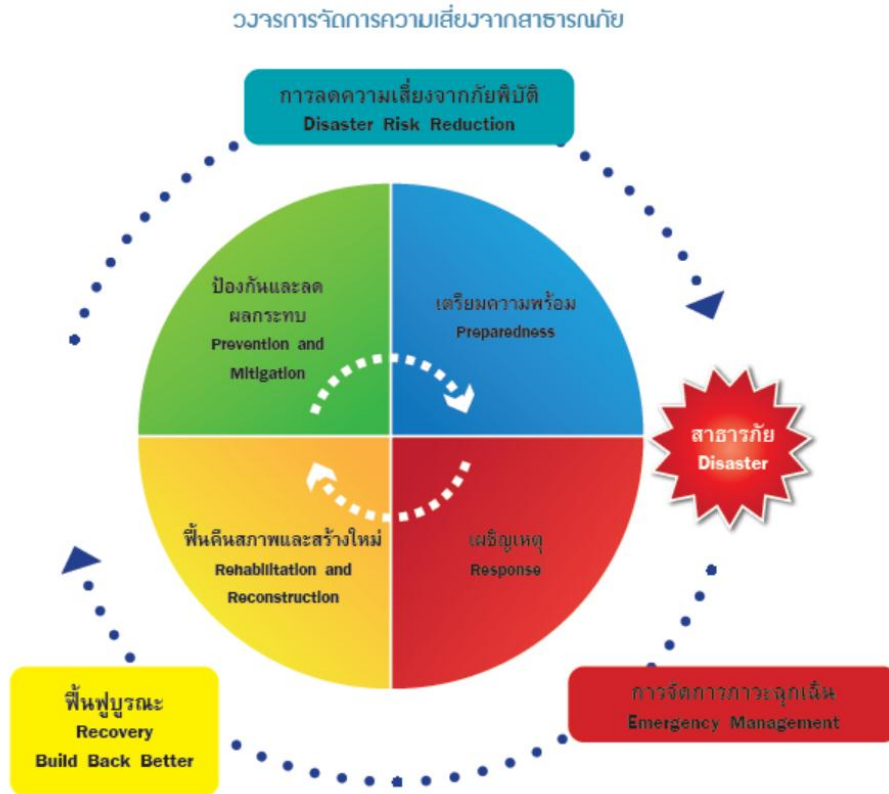 วงจรการจัดการความเสี่ยงจากสาธารณภัย
การลดความเสี่ยงจากภัยพิบัติ
Disaster Risk Reduction
ป้องกันและลด
ผลกระทบ
Prevention and
Mitigation
เตรียมความพร้อม
Preparedness
สาธารภัย
Disaster
ฟื้นคืนสภาพและสร้างใหม่
Rehabilitation and
Reconstruction
เผชิญเหตุ
Response
ฟื้นฟูบูรณะ
Recovery
Build Back Better
การจัดการภาวะฉุกเฉิน
Emergency Management